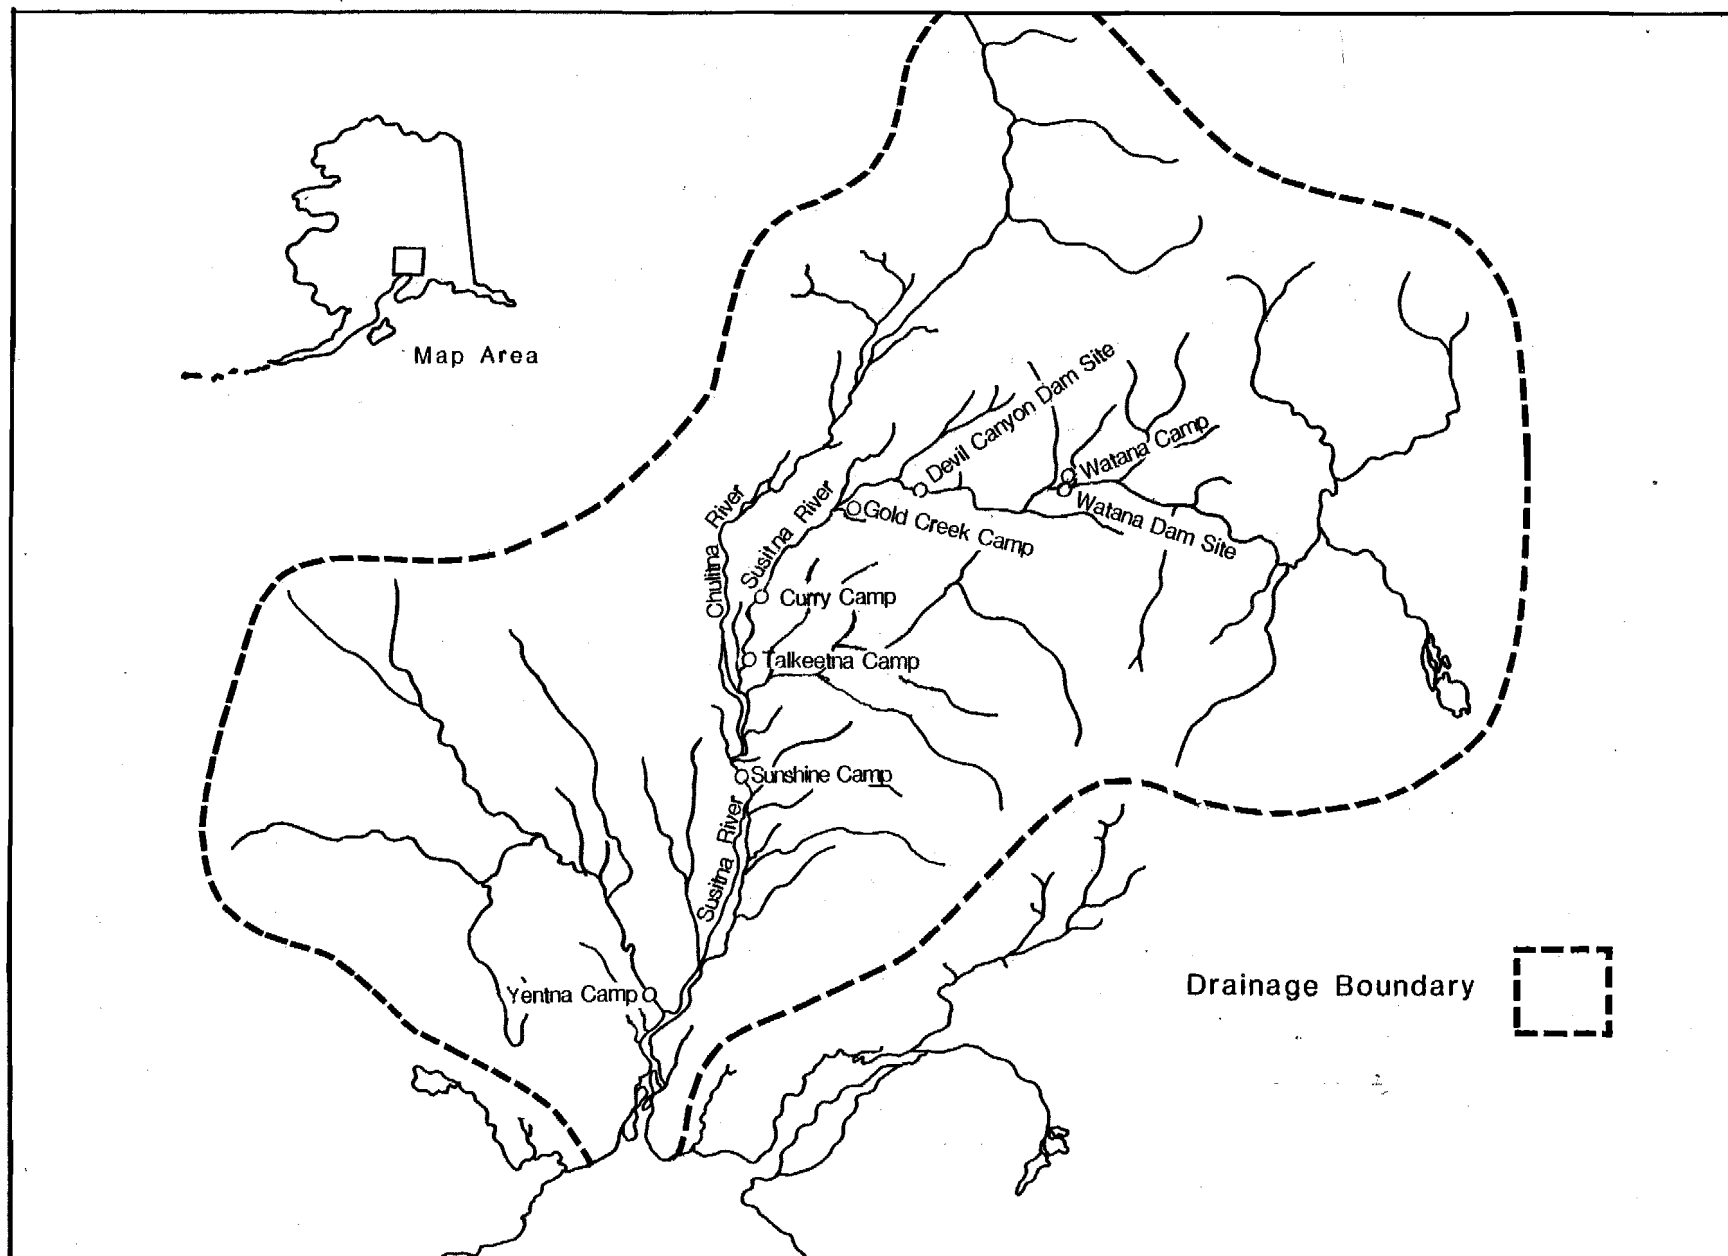 Map Area
Devil Canyon Dam Site
Watana Camp
Watana Dam Site
Gold Creek Camp
Chulitna River
Susitna River
Curry Camp
Talkeetna Camp
Sunshine Camp
Susitna River
Yentna Camp
Drainage Boundary